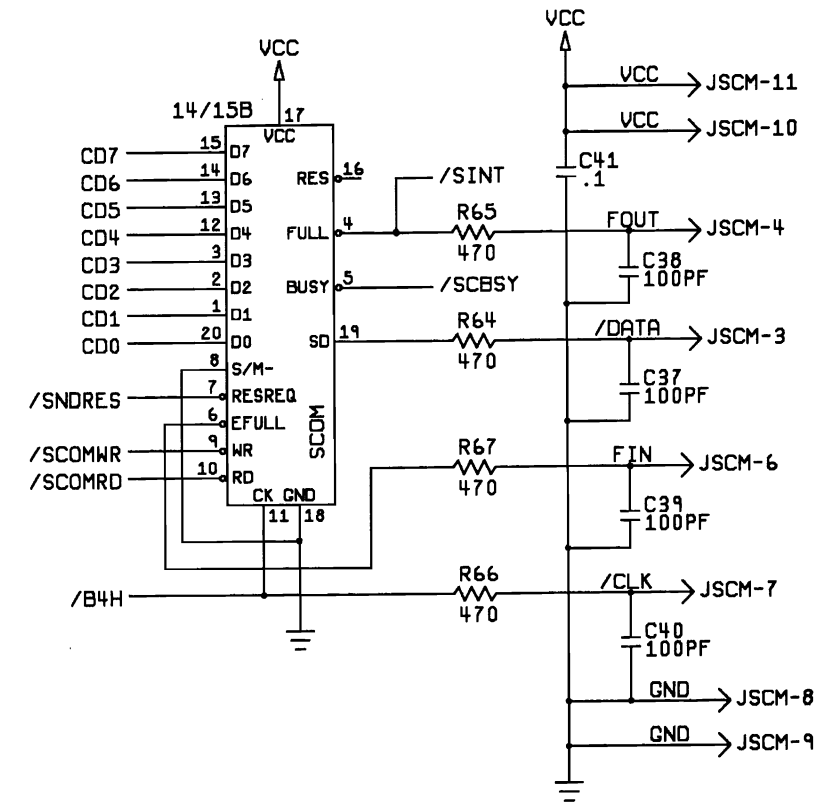 VCC
VCC
VCC JSCM-11
14/15B 17
VCC
VCC JSCM-10
CD7 15 D7
C41
.1
CD6 14 D6 RES 16 /SINT
CD5 13 D5
R65
CD4 12 D4 FULL 4 FOUT JSCM-4
470
CD3 3 D3
C38
100PF
CD2 2 D2 BUSY 5 /SCBSY
CD1 1 D1
R64
CD0 20 D0 SD 19 /DATA JSCM-3
470
8 S/M-
C37
100PF
/SNDRES 7 RESREQ
6 EFULL
SCOM
/SCOMWR 9 WR
R67
FIN JSCM-6
470
/SCOMRD 10 RD
CK GND
11 18
C39
100PF
R66
/B4H /CLK JSCM-7
470
C40
100PF
GND JSCM-8
GND JSCM-9